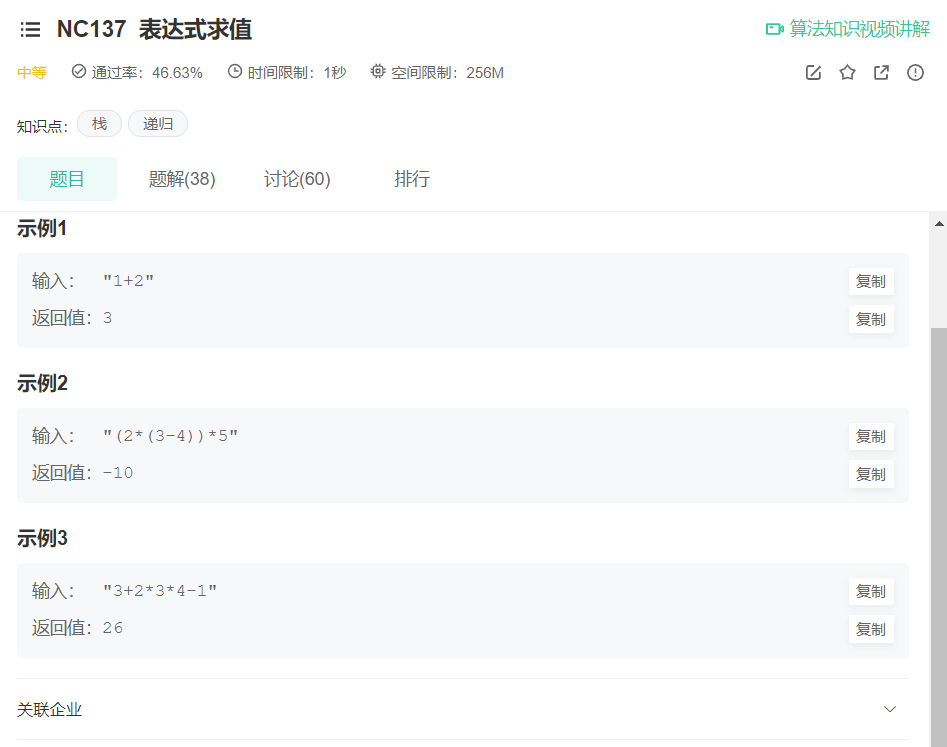 NC137 表达式求值 算法知识视频讲解
中等 通过率：46.63% 时间限制：1秒 空间限制：256M
知识点： 栈 递归
题目 题解(38) 讨论(60) 排行
示例1
输入： "1+2" 复制
返回值：3 复制
示例2
输入： "(2*(3-4))*5" 复制
返回值：-10 复制
示例3
输入： "3+2*3*4-1" 复制
返回值：26 复制
关联企业